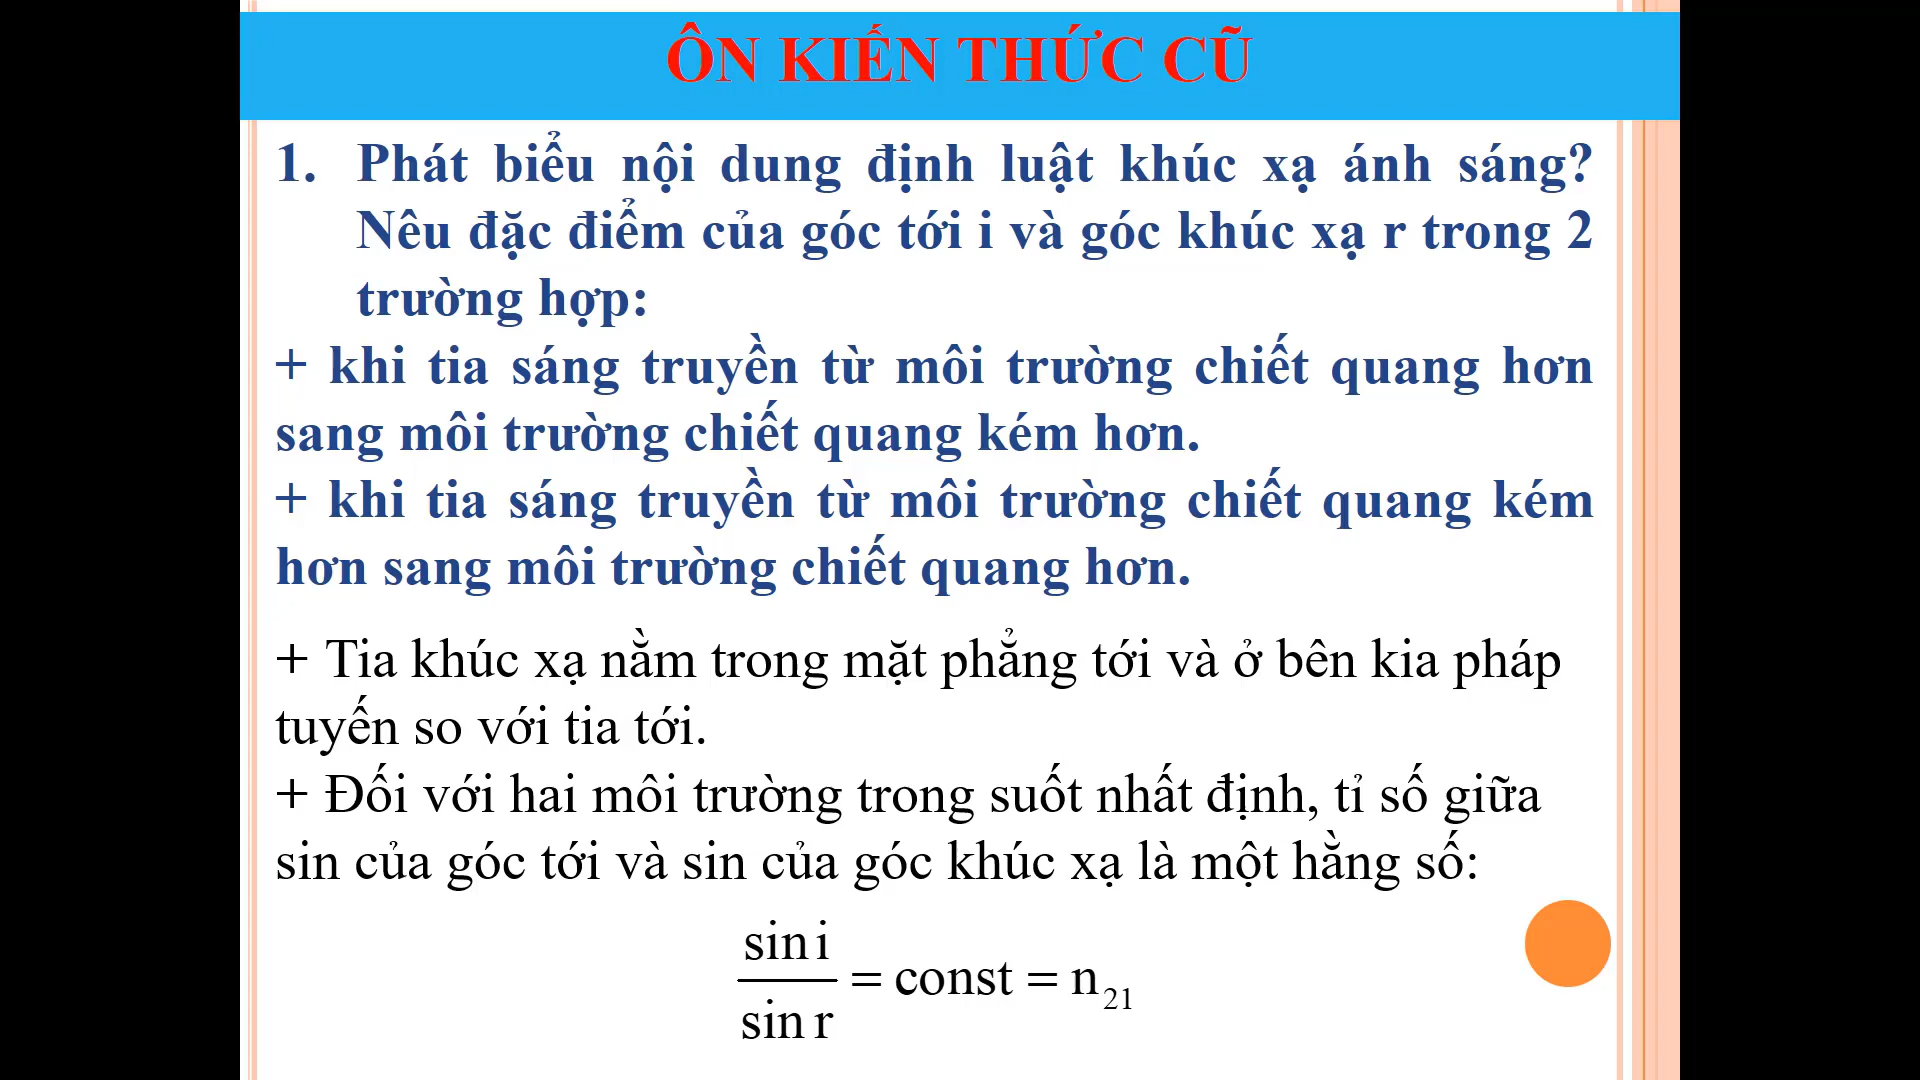 ÔN KIẾN THỨC CŨ
1. Phát biểu nội dung định luật khúc xạ ánh sáng?
Nêu đặc điểm của góc tới i và góc khúc xạ r trong 2
trường hợp:
+ khi tia sáng truyền từ môi trường chiết quang hơn
sang môi trường chiết quang kém hơn.
+ khi tia sáng truyền từ môi trường chiết quang kém
hơn sang môi trường chiết quang hơn.
+ Tia khúc xạ nằm trong mặt phẳng tới và ở bên kia pháp
tuyến so với tia tới.
+ Đối với hai môi trường trong suốt nhất định, tỉ số giữa
sin của góc tới và sin của góc khúc xạ là một hằng số:
sin i / sin r = const = n₂₁